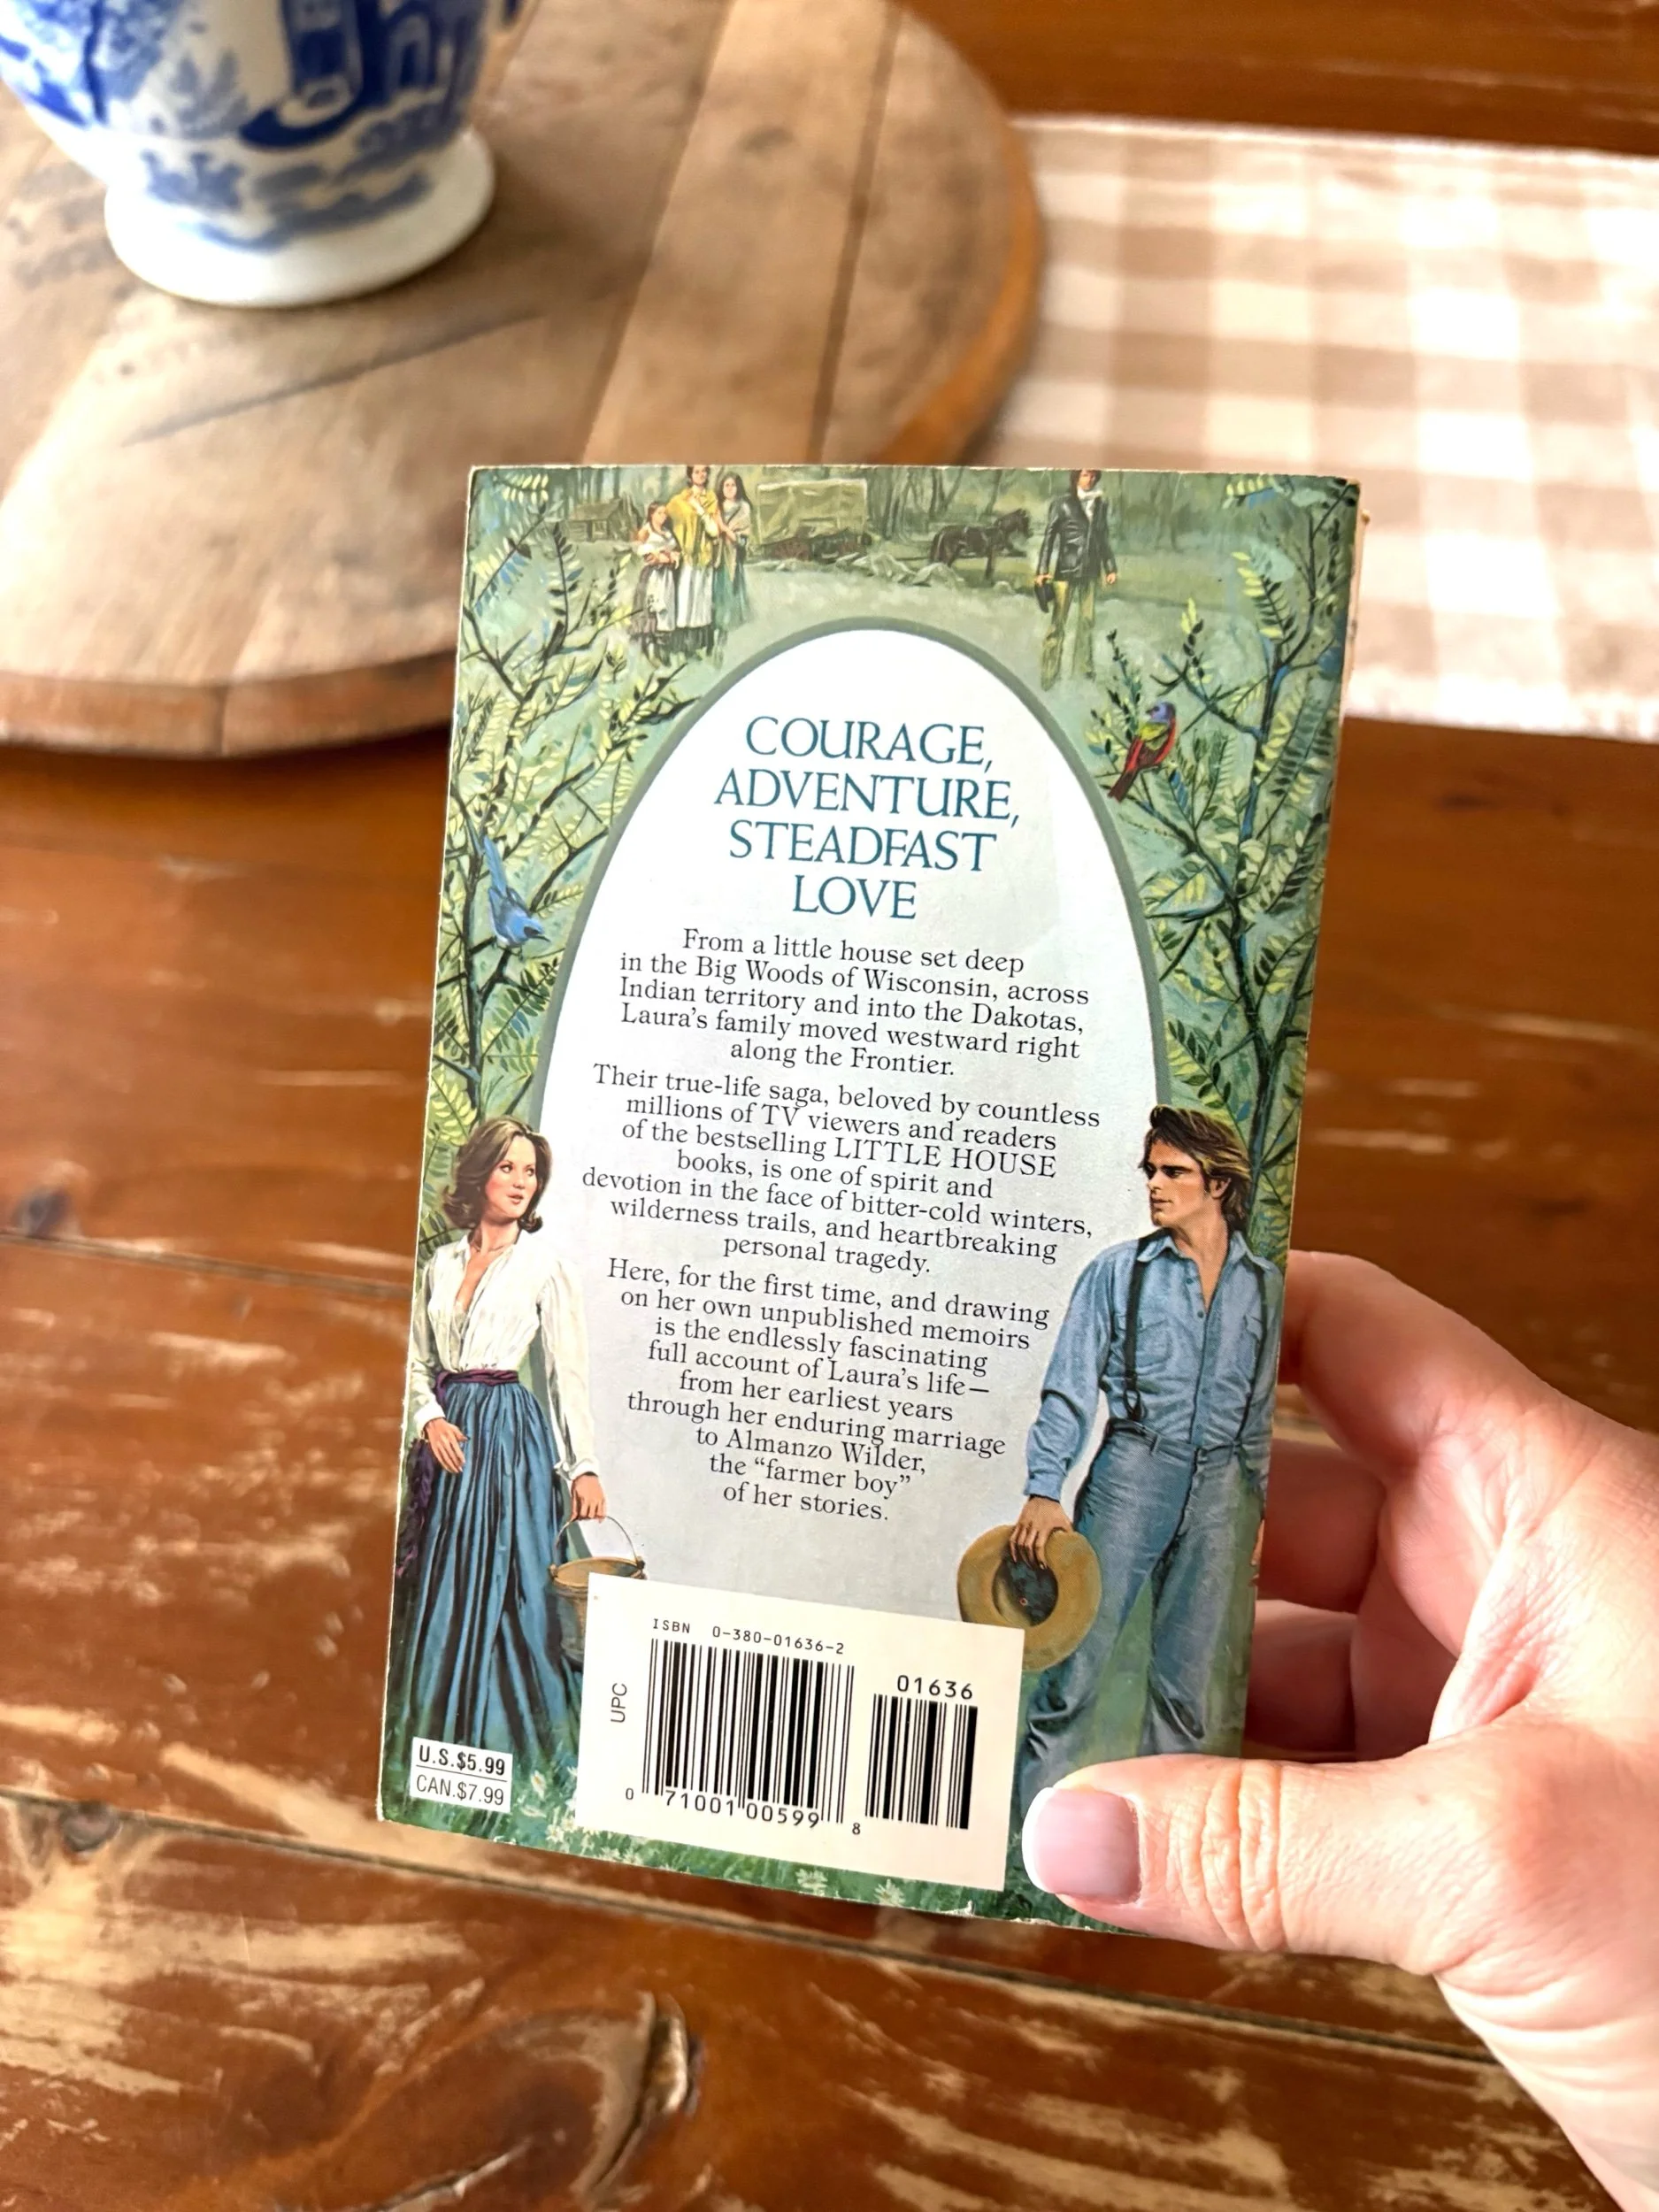 COURAGE,
ADVENTURE,
STEADFAST
LOVE
From a little house set deep
in the Big Woods of Wisconsin, across
Indian territory and into the Dakotas,
Laura's family moved westward right
along the Frontier.
Their true-life saga, beloved by countless
millions of TV viewers and readers
of the bestselling LITTLE HOUSE
books, is one of spirit and
devotion in the face of bitter-cold winters,
wilderness trails, and heartbreaking
personal tragedy.
Here, for the first time, and drawing
on her own unpublished memoirs
is the endlessly fascinating
full account of Laura's life—
from her earliest years
through her enduring marriage
to Almanzo Wilder,
the “farmer boy”
of her stories.
ISBN 0-380-01636-2
01636
UPC
0 71001 00599 8
U.S.$5.99
CAN.$7.99